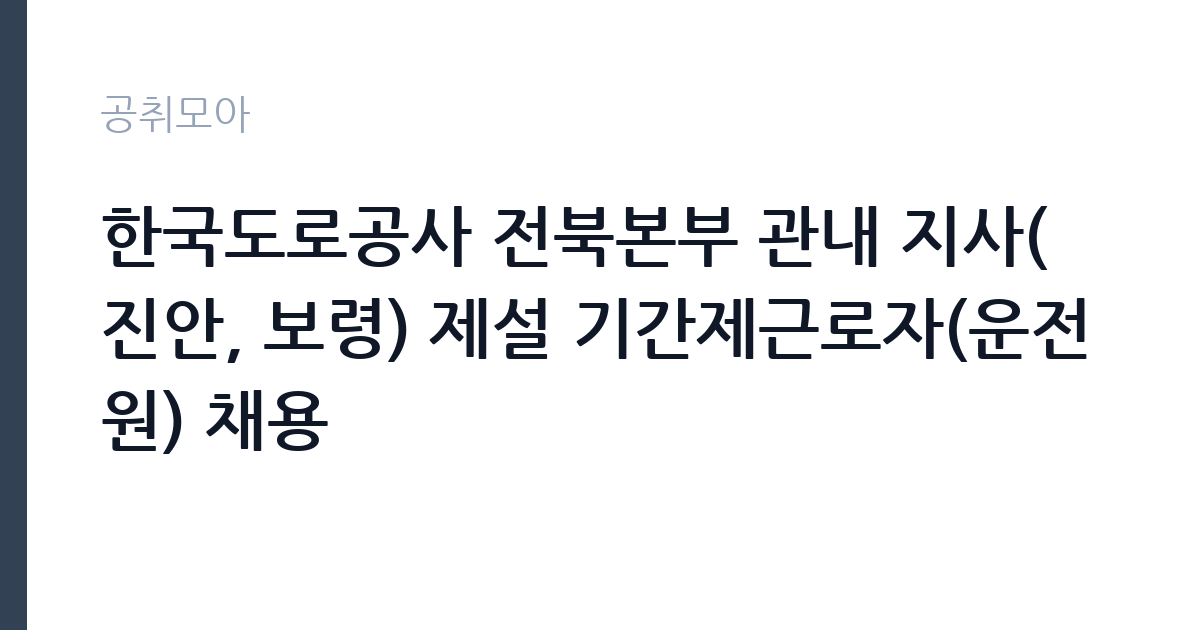 공취모아
한국도로공사 전북본부 관내 지사(
진안, 보령) 제설 기간제근로자(운전
원) 채용